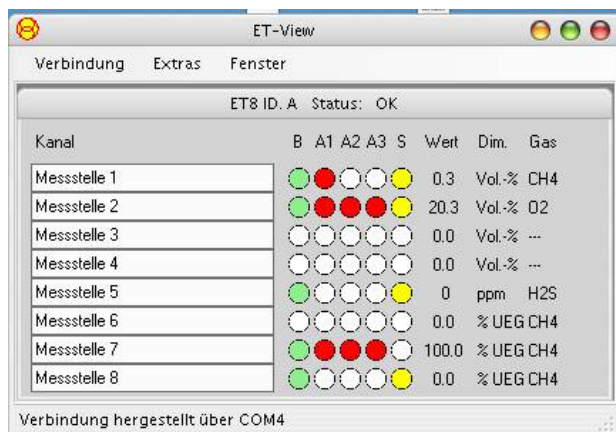 ET-View
Verbindung Extras Fenster
ET8 ID. A Status: OK
Kanal B A1 A2 A3 S Wert Dim. Gas
Messstelle 1 0.3 Vol.-% CH4
Messstelle 2 20.3 Vol.-% O2
Messstelle 3 0.0 Vol.-% ---
Messstelle 4 0.0 Vol.-% ---
Messstelle 5 0 ppm H2S
Messstelle 6 0.0 % UEG CH4
Messstelle 7 100.0 % UEG CH4
Messstelle 8 0.0 % UEG CH4
Verbindung hergestellt über COM4